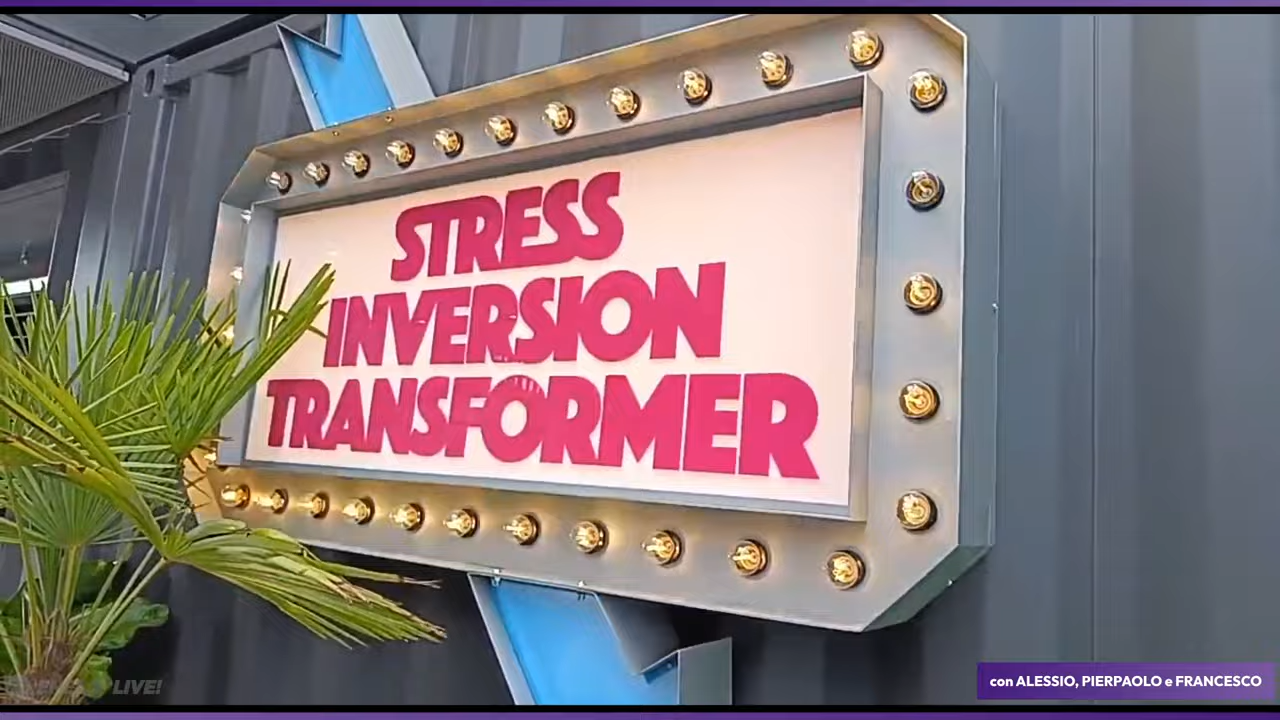 STRESS
INVERSION
TRANSFORMER
LIVE!
con ALESSIO, PIERPAOLO e FRANCESCO